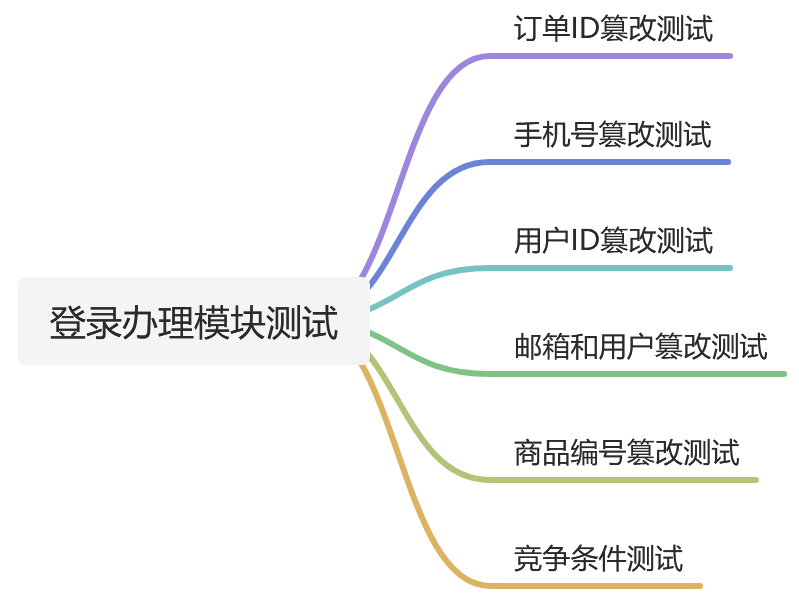 订单ID篡改测试
手机号篡改测试
用户ID篡改测试
登录办理模块测试
邮箱和用户篡改测试
商品编号篡改测试
竞争条件测试